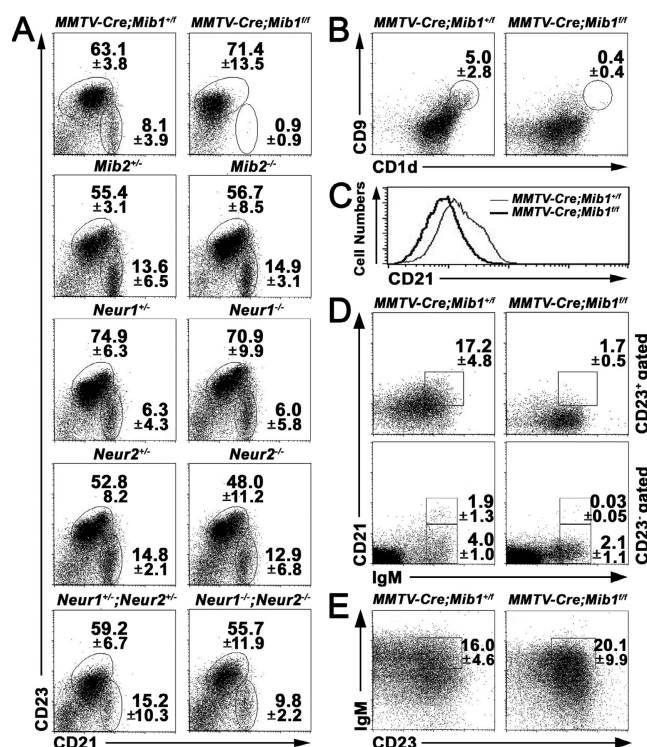 A
MMTV-Cre;Mib1+/f
MMTV-Cre;Mib1f/f
63.1
±3.8
8.1
±3.9
71.4
±13.5
0.9
±0.9
Mib2+/-
Mib2-/-
55.4
±3.1
13.6
±6.5
56.7
±8.5
14.9
±3.1
Neur1+/-
Neur1-/-
74.9
±6.3
6.3
±4.3
70.9
±9.9
6.0
±5.8
Neur2+/-
Neur2-/-
52.8
8.2
14.8
±2.1
48.0
±11.2
12.9
±6.8
Neur1+/-;Neur2+/-
Neur1-/-;Neur2-/-
59.2
±6.7
15.2
±10.3
55.7
±11.9
9.8
±2.2
CD23
CD21
B
MMTV-Cre;Mib1+/f
MMTV-Cre;Mib1f/f
5.0
±2.8
0.4
±0.4
CD9
CD1d
C
MMTV-Cre;Mib1+/f
MMTV-Cre;Mib1f/f
Cell Numbers
CD21
D
MMTV-Cre;Mib1+/f
MMTV-Cre;Mib1f/f
17.2
±4.8
1.7
±0.5
CD23+ gated
1.9
±1.3
4.0
±1.0
0.03
±0.05
2.1
±1.1
CD23- gated
CD21
IgM
E
MMTV-Cre;Mib1+/f
MMTV-Cre;Mib1f/f
16.0
±4.6
20.1
±9.9
IgM
CD23